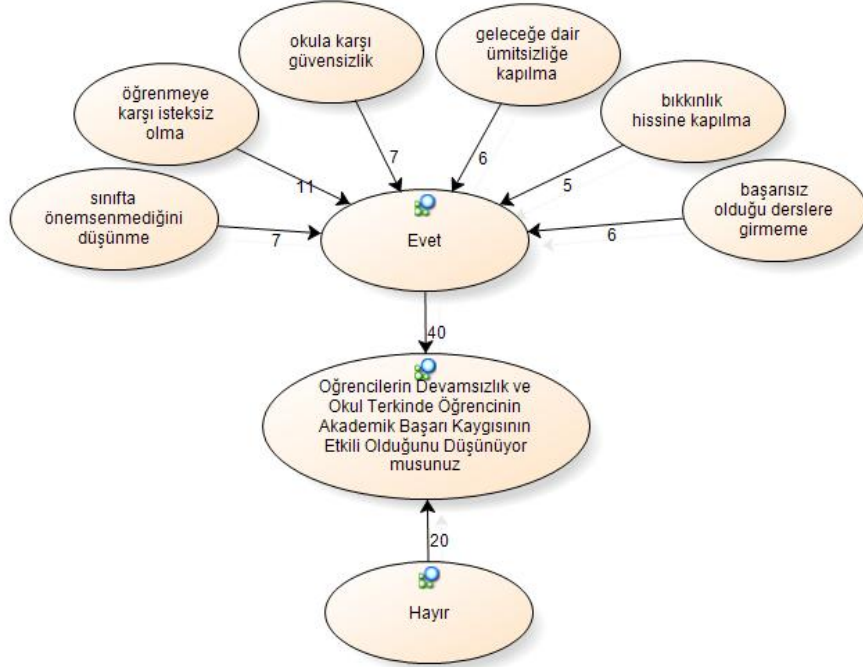 okula karşı
güvensizlik
geleceğe dair
ümitsizliğe
kapılma
öğrenmeye
karşı isteksiz
olma
bıkkınlık
hissine kapılma
sınıfta
önemsenmediğini
düşünme
başarısız
olduğu derslere
girmeme
7
11
7
6
5
6
Evet
40
Oğrencilerin Devamsızlık ve
Okul Terkinde Öğrencinin
Akademik Başarı Kaygısının
Etkili Olduğunu Düşünüyor
musunuz
20
Hayır